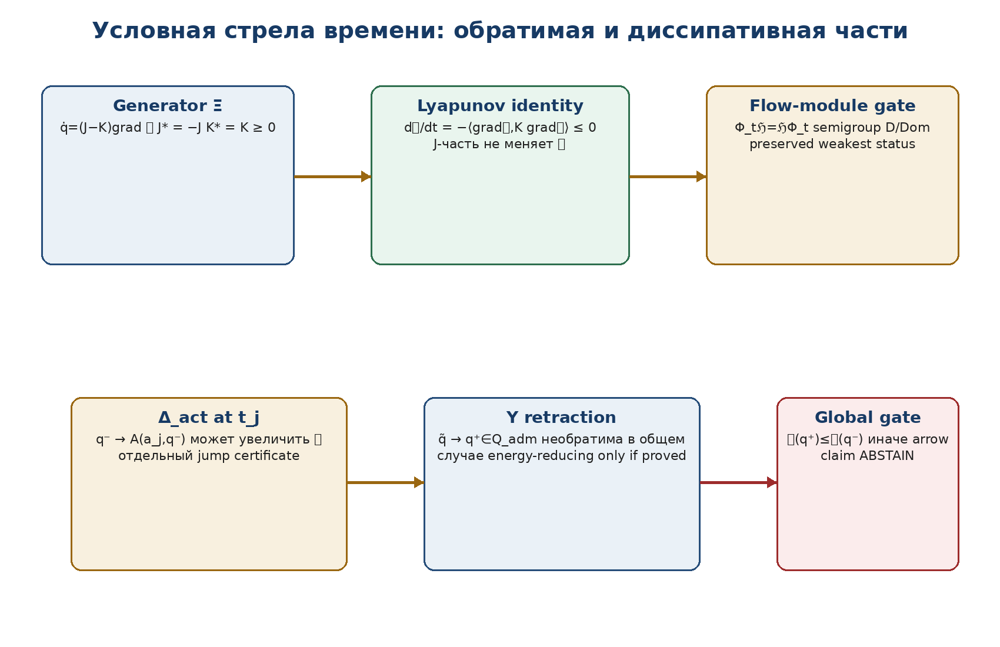 Условная стрела времени: обратимая и диссипативная части
Generator Ξ
q̇=(J−K)grad J* = −J K* = K ≥ 0
Lyapunov identity
d▯/dt = −⟨grad▯,K grad▯⟩ ≤ 0
J-часть не меняет ▯
Flow-module gate
Φ_tℌ=ℌΦ_t semigroup D/Dom
preserved weakest status
Δ_act at t_j
q⁻ → A(a_j,q⁻) может увеличить ▯
отдельный jump certificate
Υ retraction
q̃ → q⁺∈Q_adm необратима в общем
случае energy-reducing only if proved
Global gate
▯(q⁺)≤▯(q⁻) иначе arrow
claim ABSTAIN